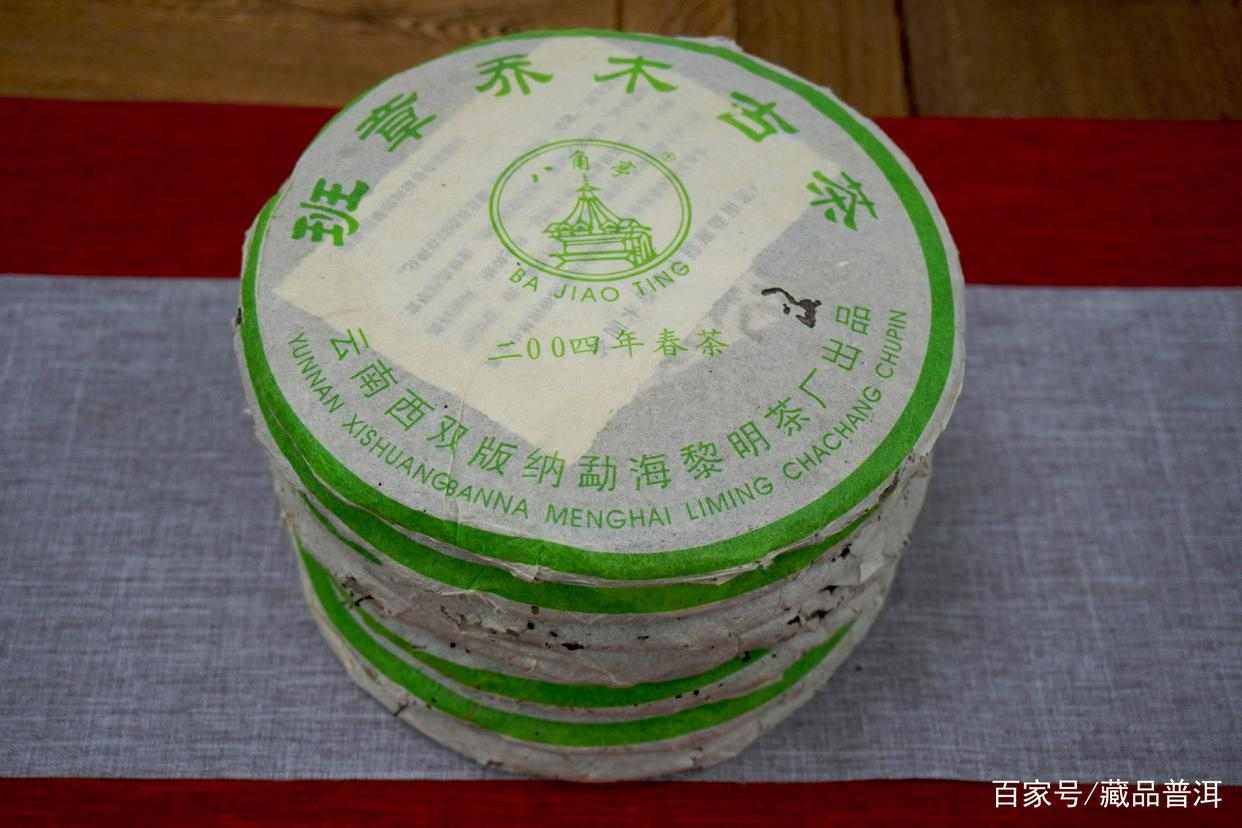 班章乔木古茶
八角亭
®
BA JIAO TING
二00四年春茶
云南西双版纳勐海黎明茶厂出品
YUNNAN XISHUANGBANNA MENGHAI LIMING CHACHANG CHUPIN
百家号/藏品普洱